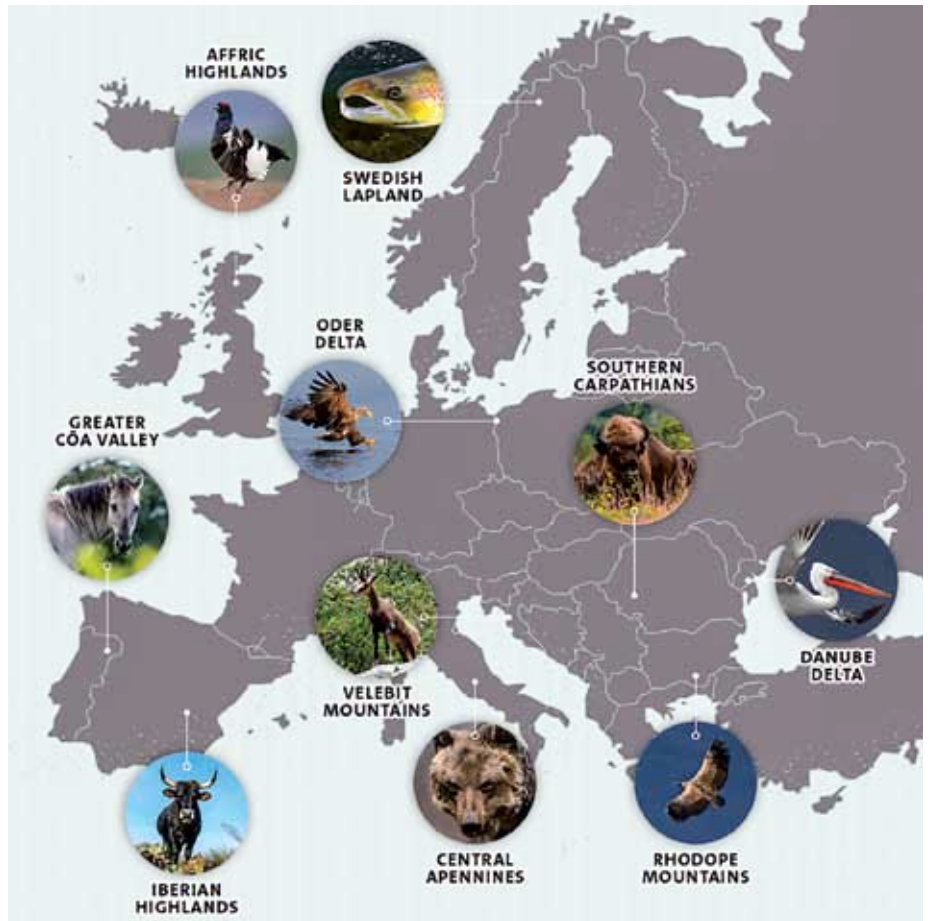 AFFRIC
HIGHLANDS
SWEDISH
LAPLAND
ODER
DELTA
SOUTHERN
CARPATHIANS
GREATER
CÔA VALLEY
VELEBIT
MOUNTAINS
DANUBE
DELTA
IBERIAN
HIGHLANDS
CENTRAL
APENNINES
RHODOPE
MOUNTAINS